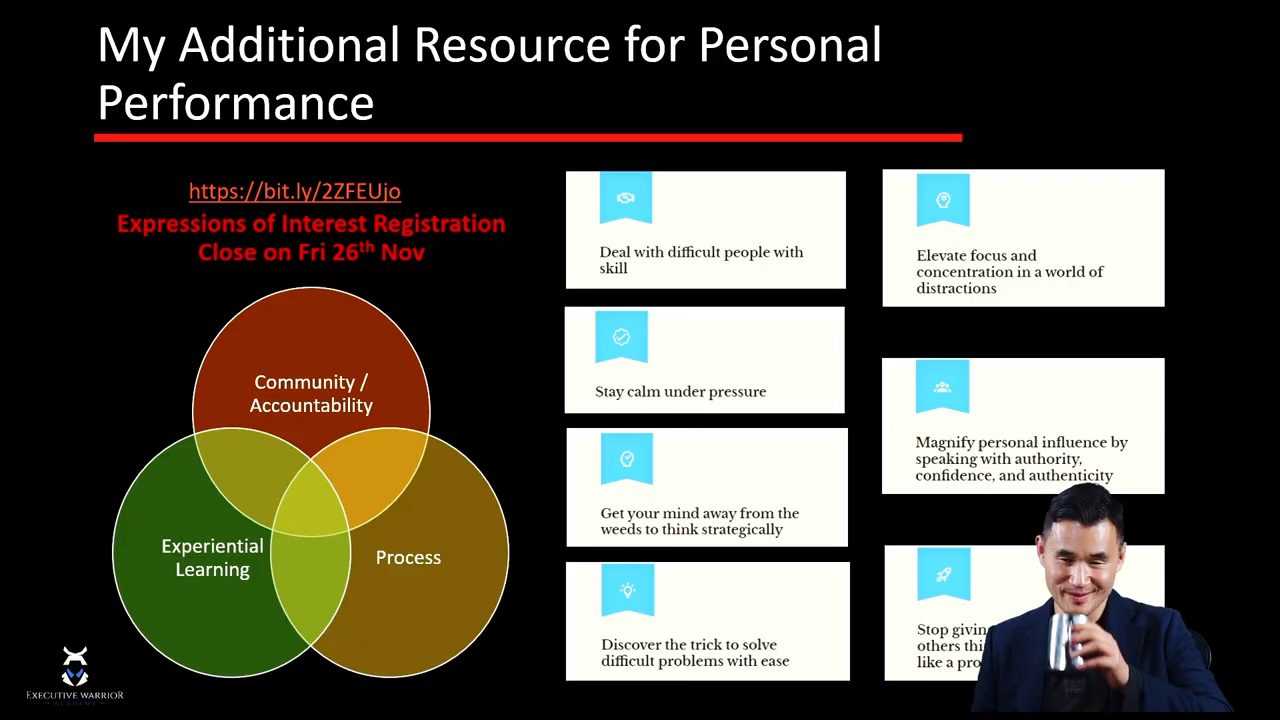 My Additional Resource for Personal
Performance
https://bit.ly/2ZFEUjo
Expressions of Interest Registration
Close on Fri 26th Nov
Community /
Accountability
Experiential
Learning
Process
Deal with difficult people with
skill
Stay calm under pressure
Get your mind away from the
weeds to think strategically
Discover the trick to solve
difficult problems with ease
Elevate focus and
concentration in a world of
distractions
Magnify personal influence by
speaking with authority,
confidence, and authenticity
Stop
others
like a
EXECUTIVE WARRIOR
ACADEMY